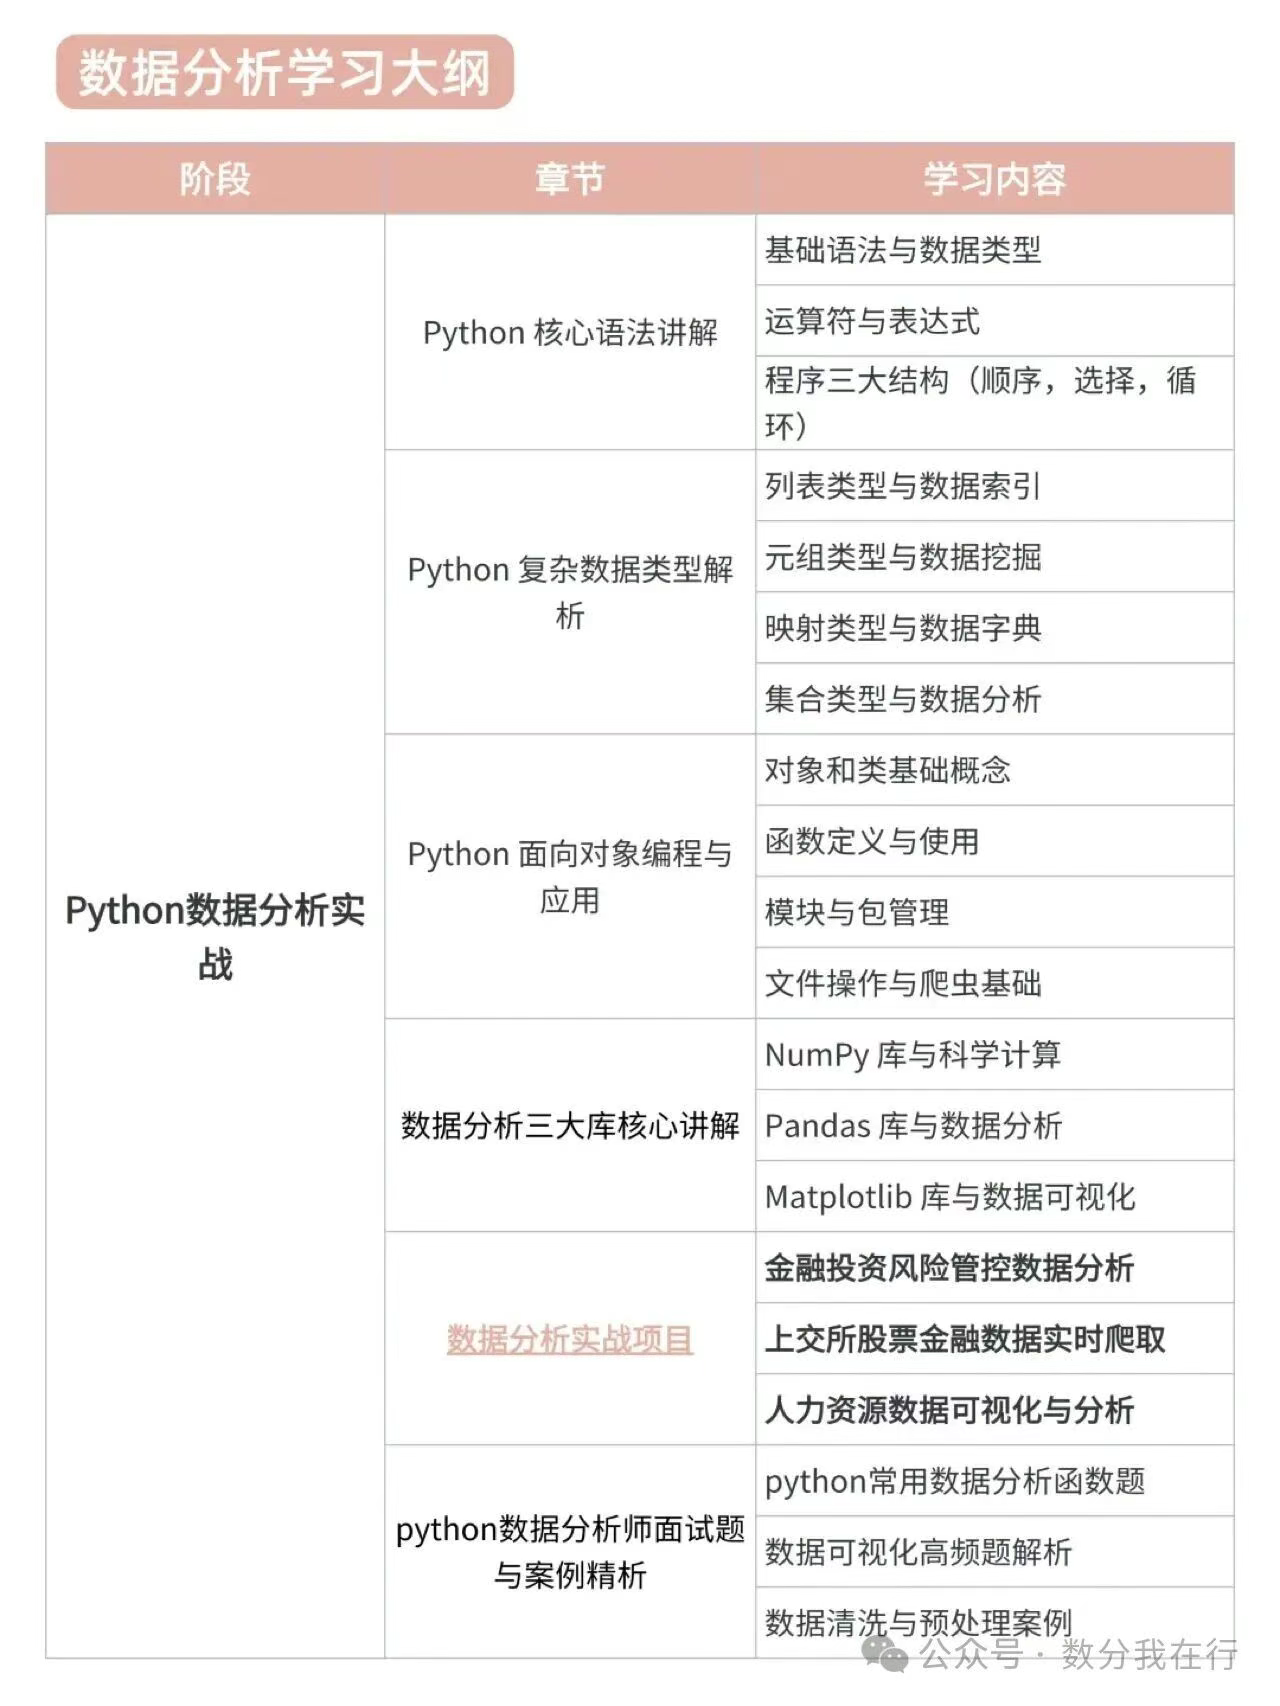 数据分析学习大纲
阶段 章节 学习内容
Python数据分析实
战
Python 核心语法讲解
基础语法与数据类型
运算符与表达式
程序三大结构（顺序，选择，循
环）
Python 复杂数据类型解
析
列表类型与数据索引
元组类型与数据挖掘
映射类型与数据字典
集合类型与数据分析
Python 面向对象编程与
应用
对象和类基础概念
函数定义与使用
模块与包管理
文件操作与爬虫基础
数据分析三大库核心讲解
NumPy 库与科学计算
Pandas 库与数据分析
Matplotlib 库与数据可视化
数据分析实战项目
金融投资风险管控数据分析
上交所股票金融数据实时爬取
人力资源数据可视化与分析
python数据分析师面试题
与案例精析
python常用数据分析函数题
数据可视化高频题解析
数据清洗与预处理案例
公众号·数分我在行